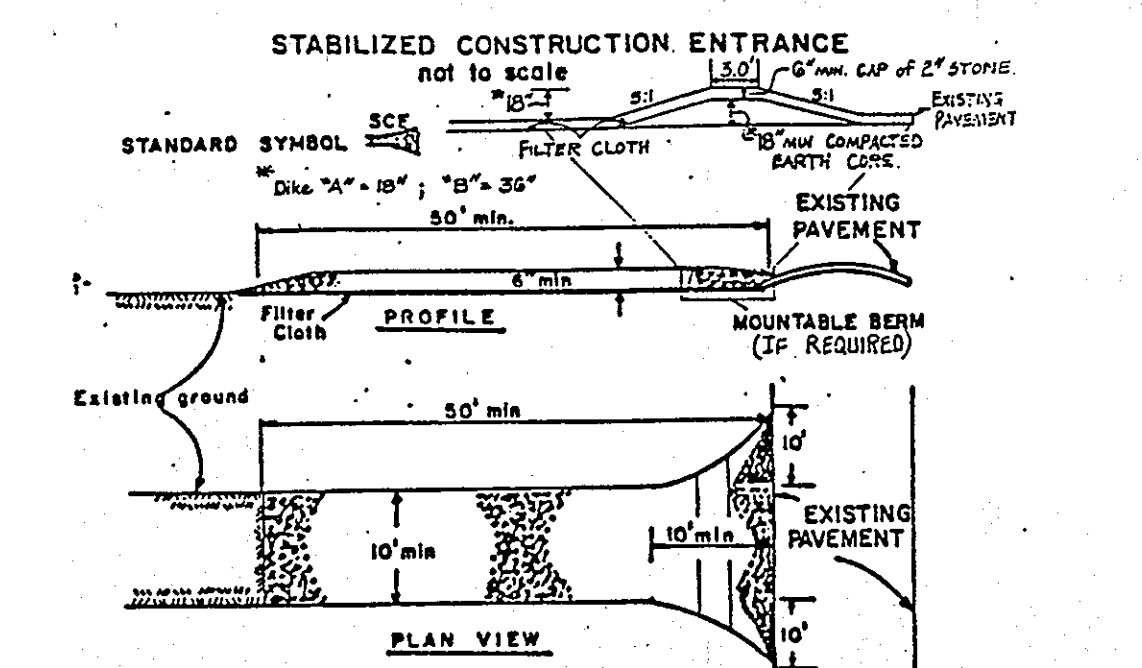 STABILIZED CONSTRUCTION ENTRANCE
not to scale
3.0'
6" MIN. CAP of 2" STONE.
*18"
5:1
5:1
EXISTING
PAVEMENT
SCE
STANDARD SYMBOL
FILTER CLOTH
*18" MIN COMPACTED
EARTH CORE.
* Dike "A" = 18" ; "B" = 36"
50' min.
EXISTING
PAVEMENT
6" min
Filter
Cloth
PROFILE
MOUNTABLE BERM
(IF REQUIRED)
Existing ground
50' min
10'
10' min
10' min
EXISTING
PAVEMENT
10'
PLAN VIEW